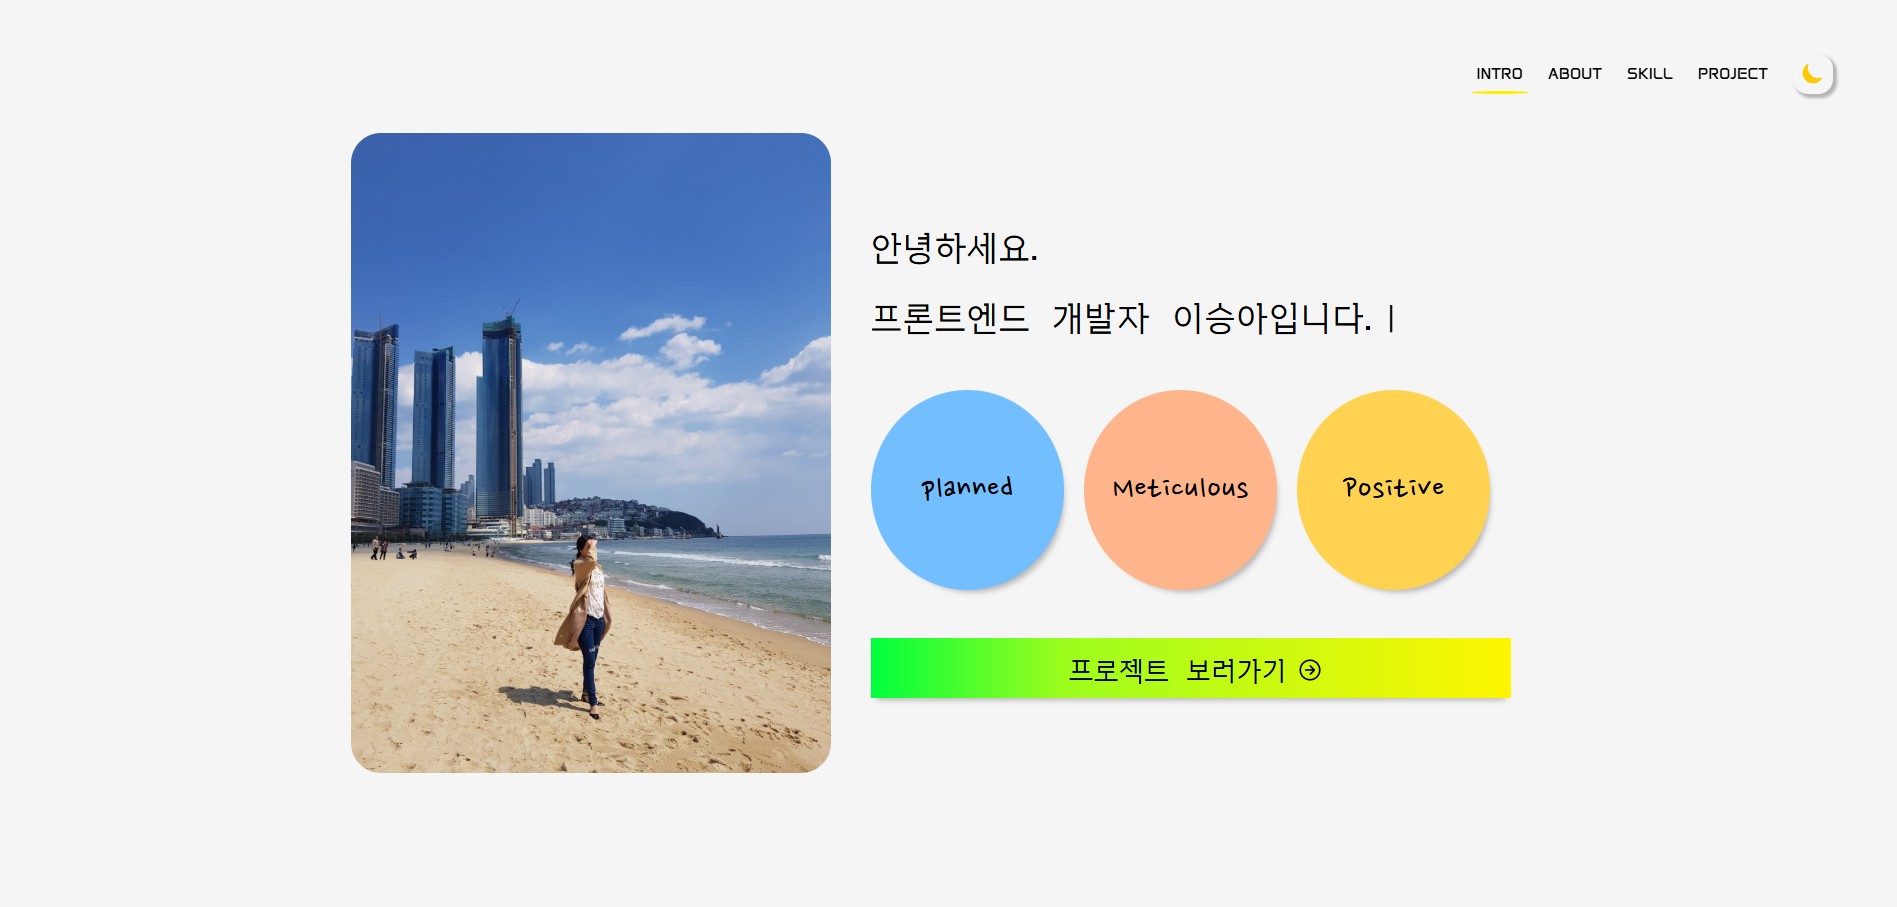 INTRO ABOUT SKILL PROJECT
안녕하세요.
프론트엔드 개발자 이승아입니다. |
planned
Meticulous
Positive
프로젝트 보러가기